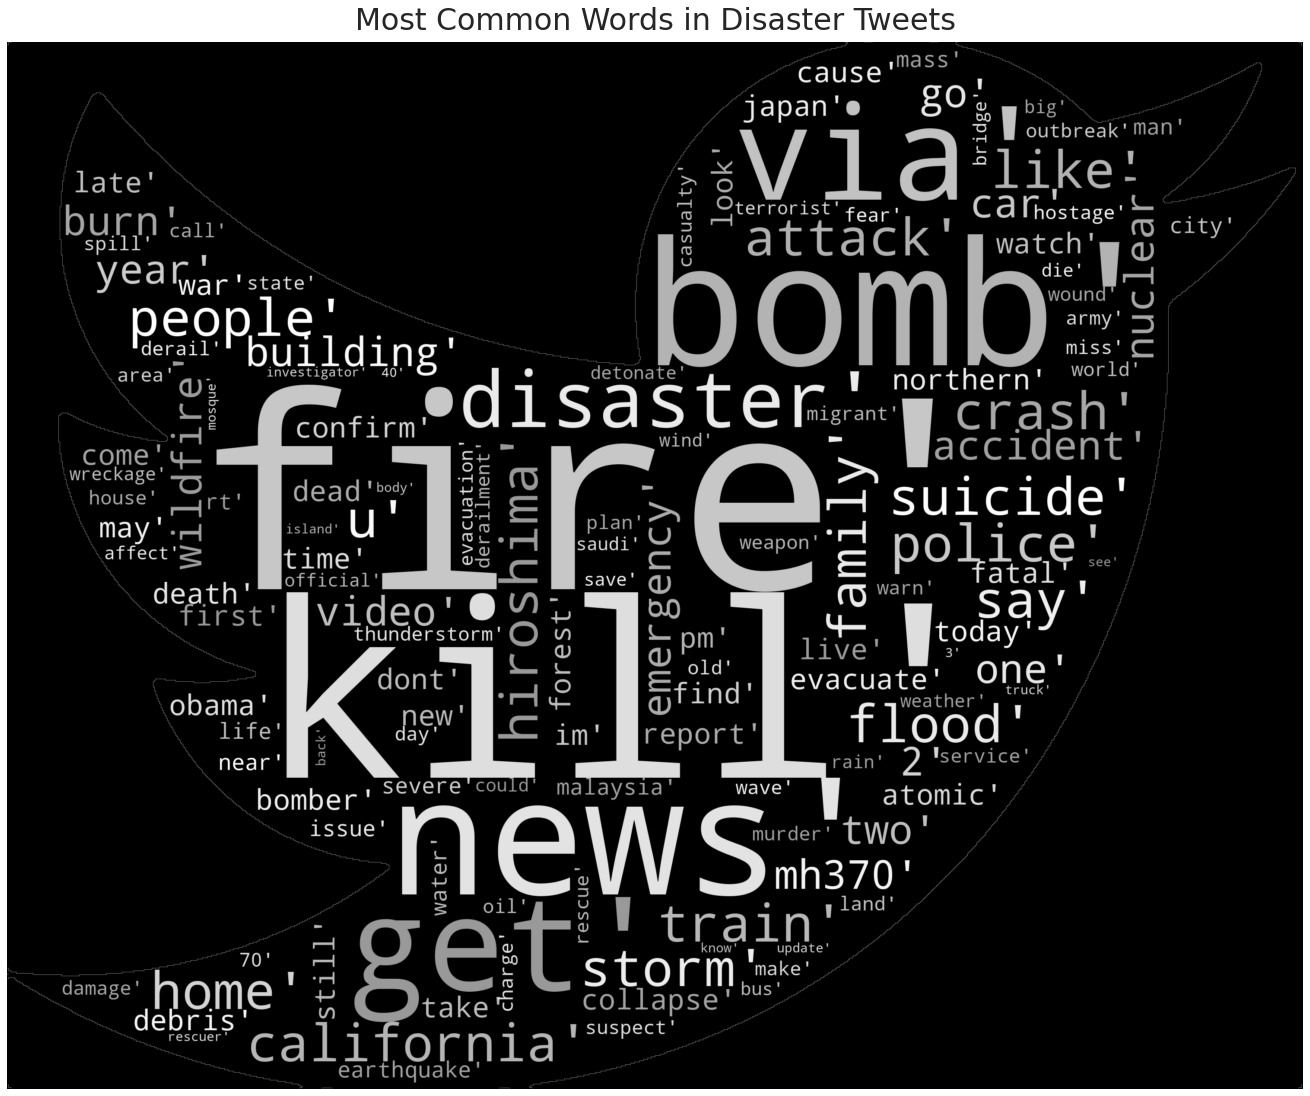 Most Common Words in Disaster Tweets
cause'
mass'
go'
japan'
via'
bridge'
big'
outbreak'
man'
like'
look'
casualty'
terrorist'
fear'
car'
hostage'
nuclear'
city'
attack'
watch'
die'
wound'
army'
miss'
world'
bomb'
late'
burn'
call'
spill'
year'
war'
state'
people'
derail'
building'
area'
investigator'
40'
mosque'
wildfire'
detonate'
disaster'
migrant'
northern'
crash'
accident'
confirm'
wind'
family'
fire'
come'
wreckage'
house'
rt'
dead'
body'
evacuation'
derailment'
hiroshima'
emergency'
may'
u'
island'
plan'
saudi'
weapon'
suicide'
police'
affect'
time'
official'
save'
see'
fatal'
warn'
say'
death'
first'
video'
thunderstorm'
forest'
pm'
live'
today'
3'
one'
kill'
dont'
old'
find'
evacuate'
truck'
weather'
obama'
life'
new'
day'
im'
report'
flood'
near'
back'
rain'
2'
service'
severe'
could'
malaysia'
wave'
atomic'
bomber'
issue'
news'
murder'
two'
mh370'
water'
oil'
rescue'
land'
get'
train'
know'
update'
70'
still'
charge'
storm'
make'
damage'
home'
take'
collapse'
bus'
debris'
suspect'
rescuer'
california'
earthquake'